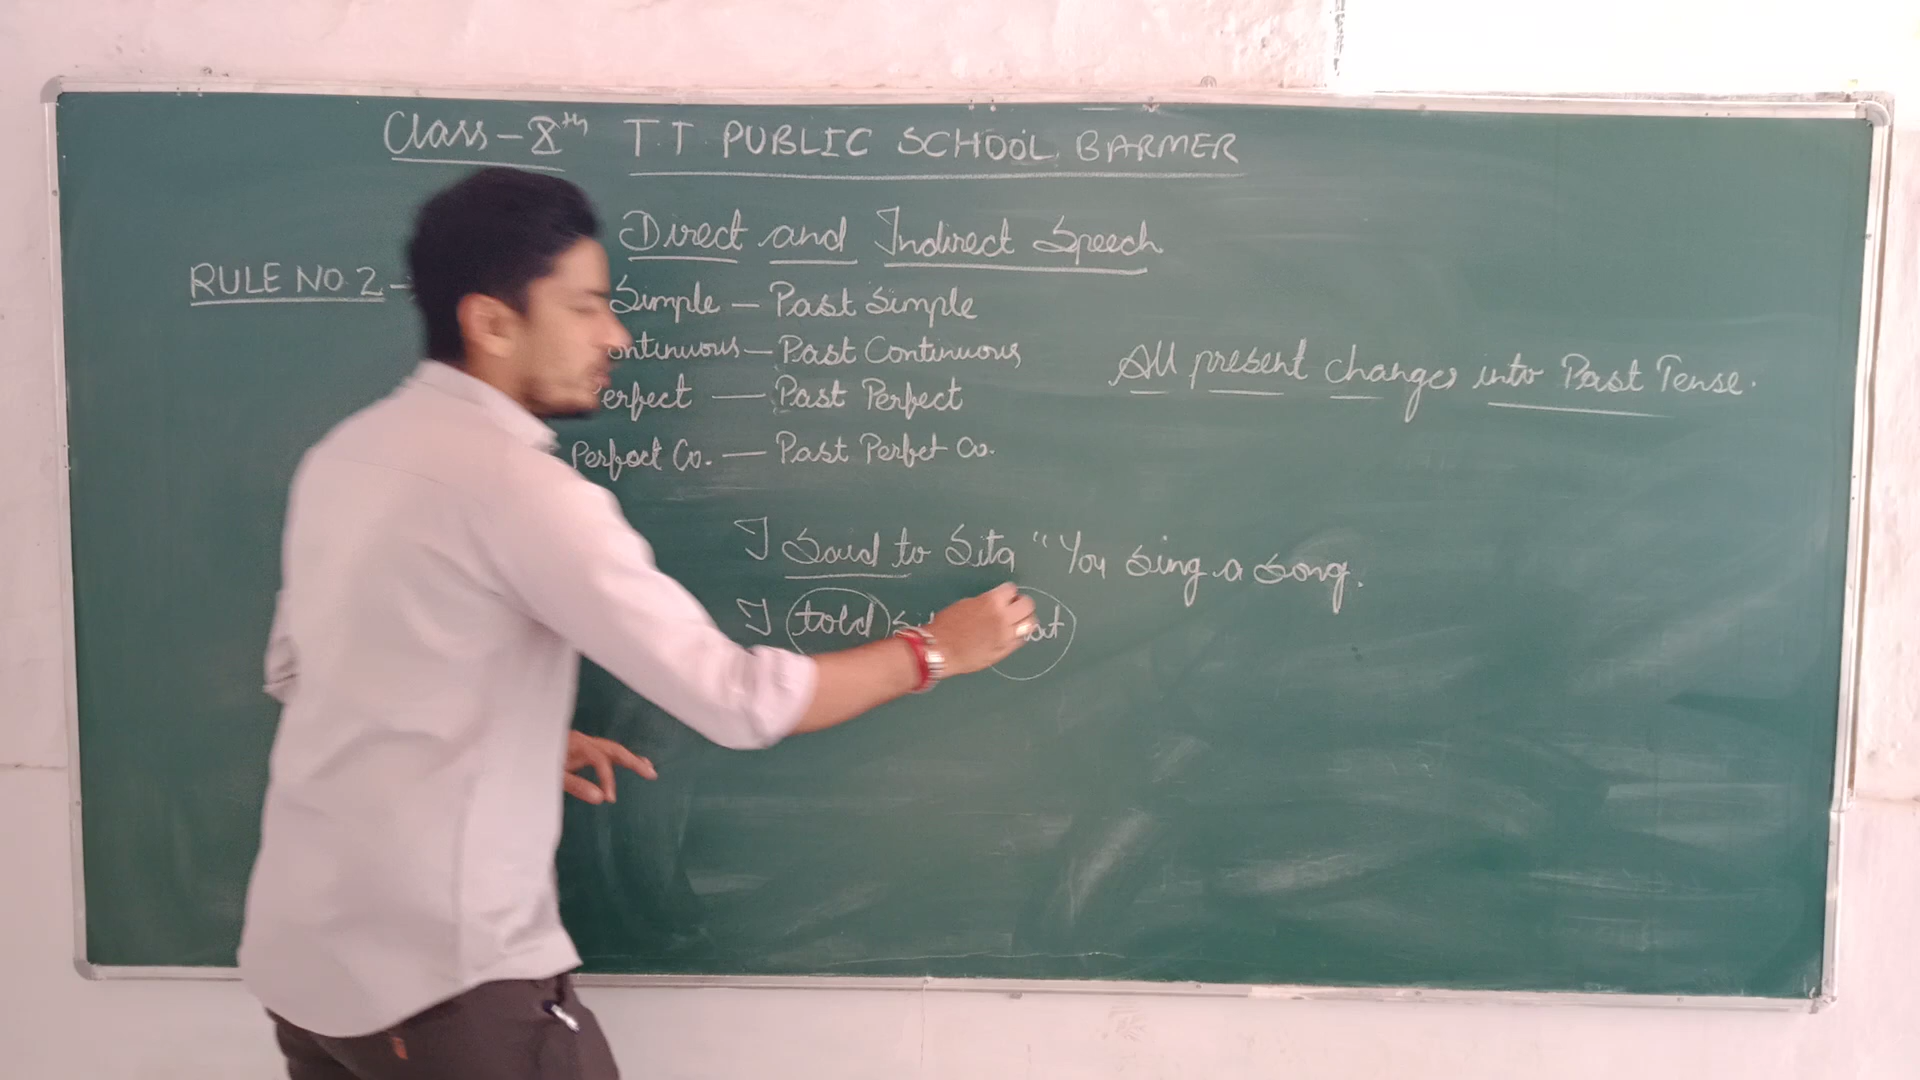 Class - Xth T.T PUBLIC SCHOOL BARMER
Direct and Indirect Speech
RULE NO. 2 -
Simple — Past Simple
ontinuous — Past Continuous
All present changes into Past Tense.
erfect — Past Perfect
Perfect Co. — Past Perfet Co.
I Said to Sita “You sing a song.
I told